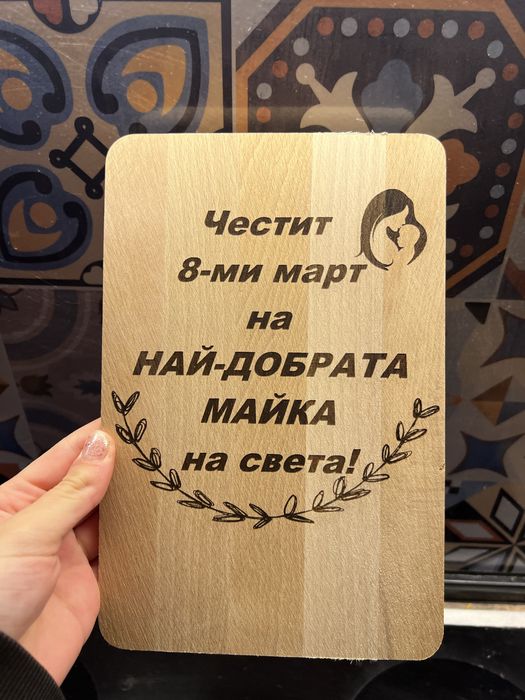 Честит
8-ми март
на
НАЙ-ДОБРАТА
МАЙКА
на света!